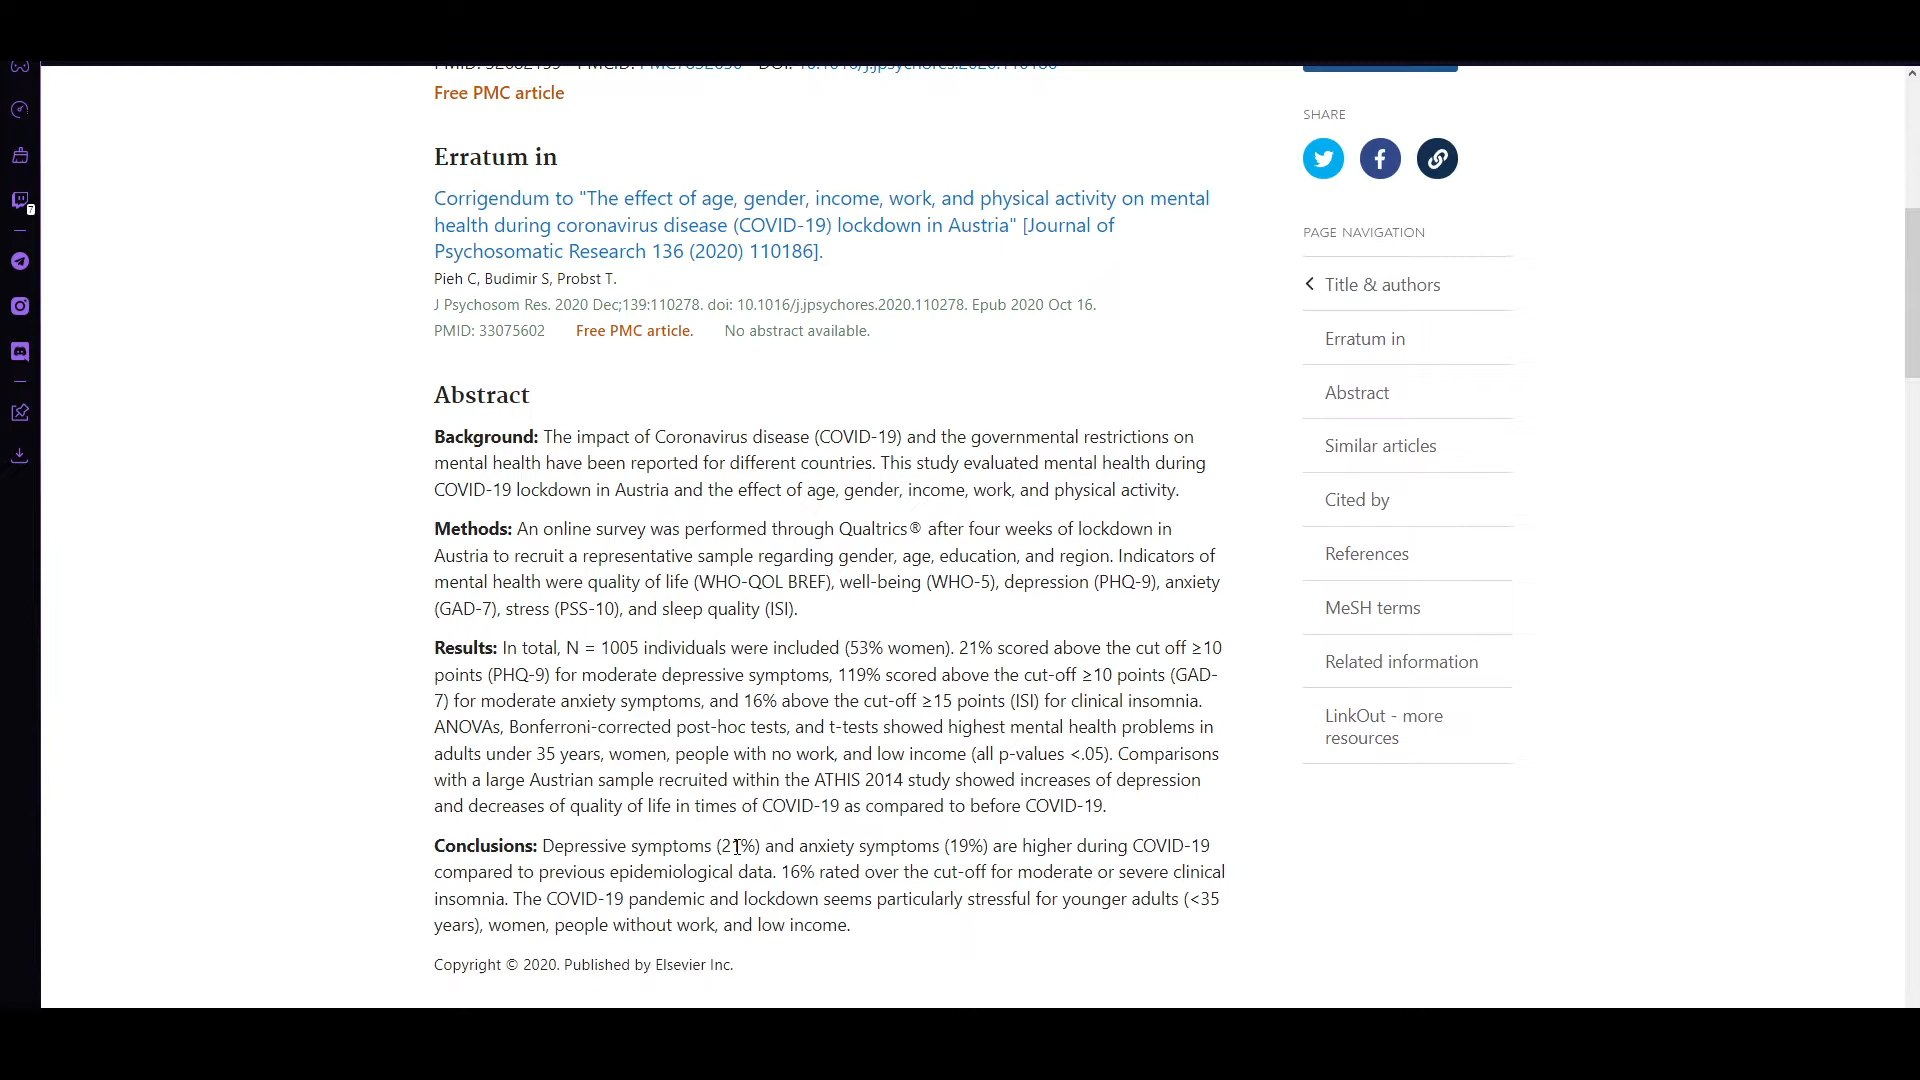 Free PMC article
SHARE
Erratum in
Corrigendum to "The effect of age, gender, income, work, and physical activity on mental
health during coronavirus disease (COVID-19) lockdown in Austria" [Journal of
Psychosomatic Research 136 (2020) 110186].
Pieh C, Budimir S, Probst T.
J Psychosom Res. 2020 Dec;139:110278. doi: 10.1016/j.jpsychores.2020.110278. Epub 2020 Oct 16.
PMID: 33075602 Free PMC article. No abstract available.
Abstract
Background: The impact of Coronavirus disease (COVID-19) and the governmental restrictions on
mental health have been reported for different countries. This study evaluated mental health during
COVID-19 lockdown in Austria and the effect of age, gender, income, work, and physical activity.
Methods: An online survey was performed through Qualtrics® after four weeks of lockdown in
Austria to recruit a representative sample regarding gender, age, education, and region. Indicators of
mental health were quality of life (WHO-QOL BREF), well-being (WHO-5), depression (PHQ-9), anxiety
(GAD-7), stress (PSS-10), and sleep quality (ISI).
Results: In total, N = 1005 individuals were included (53% women). 21% scored above the cut off ≥10
points (PHQ-9) for moderate depressive symptoms, 119% scored above the cut-off ≥10 points (GAD-
7) for moderate anxiety symptoms, and 16% above the cut-off ≥15 points (ISI) for clinical insomnia.
ANOVAs, Bonferroni-corrected post-hoc tests, and t-tests showed highest mental health problems in
adults under 35 years, women, people with no work, and low income (all p-values <.05). Comparisons
with a large Austrian sample recruited within the ATHIS 2014 study showed increases of depression
and decreases of quality of life in times of COVID-19 as compared to before COVID-19.
Conclusions: Depressive symptoms (21%) and anxiety symptoms (19%) are higher during COVID-19
compared to previous epidemiological data. 16% rated over the cut-off for moderate or severe clinical
insomnia. The COVID-19 pandemic and lockdown seems particularly stressful for younger adults (<35
years), women, people without work, and low income.
Copyright © 2020. Published by Elsevier Inc.
PAGE NAVIGATION
Title & authors
Erratum in
Abstract
Similar articles
Cited by
References
MeSH terms
Related information
LinkOut - more
resources
7